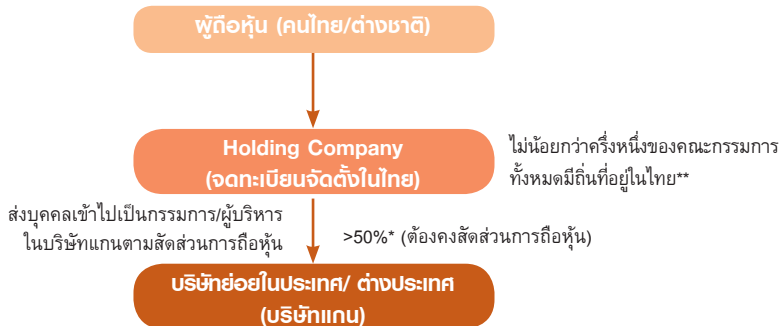 ผู้ถือหุ้น (คนไทย/ต่างชาติ)
Holding Company
(จดทะเบียนจัดตั้งในไทย)
ไม่น้อยกว่าครึ่งหนึ่งของคณะกรรมการ
ทั้งหมดมีถิ่นที่อยู่ในไทย**
ส่งบุคคลเข้าไปเป็นกรรมการ/ผู้บริหาร
ในบริษัทแกนตามสัดส่วนการถือหุ้น
>50%* (ต้องคงสัดส่วนการถือหุ้น)
บริษัทย่อยในประเทศ/ ต่างประเทศ
(บริษัทแกน)